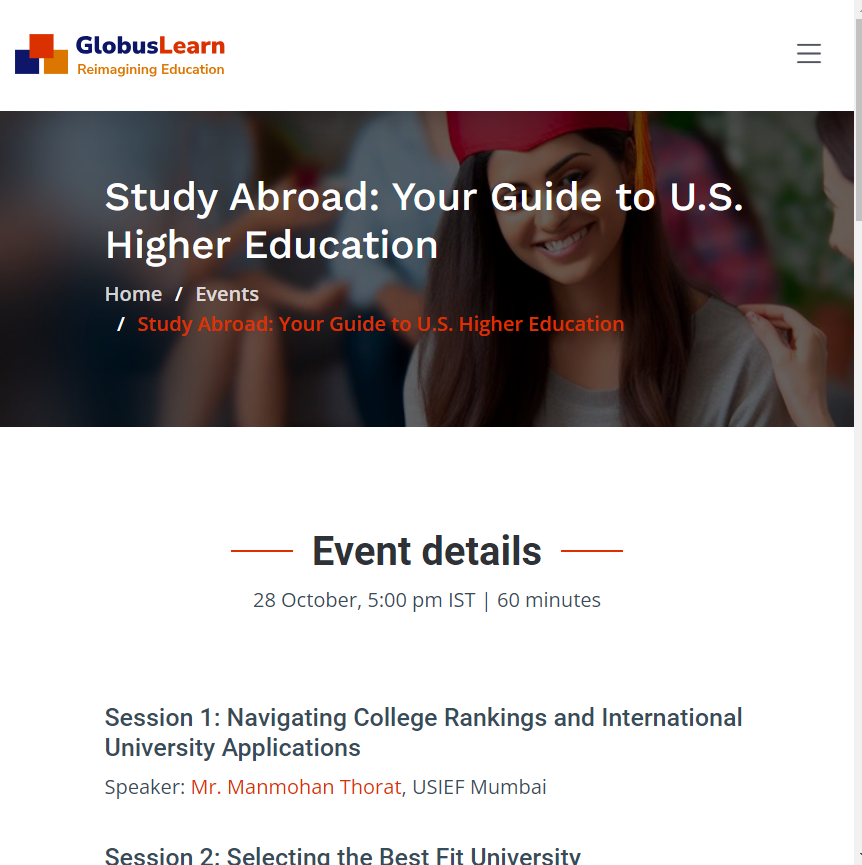 GlobusLearn
Reimagining Education
Study Abroad: Your Guide to U.S.
Higher Education
Home / Events
/ Study Abroad: Your Guide to U.S. Higher Education
Event details
28 October, 5:00 pm IST | 60 minutes
Session 1: Navigating College Rankings and International
University Applications
Speaker: Mr. Manmohan Thorat, USIEF Mumbai
Session 2: Selecting the Best Fit University